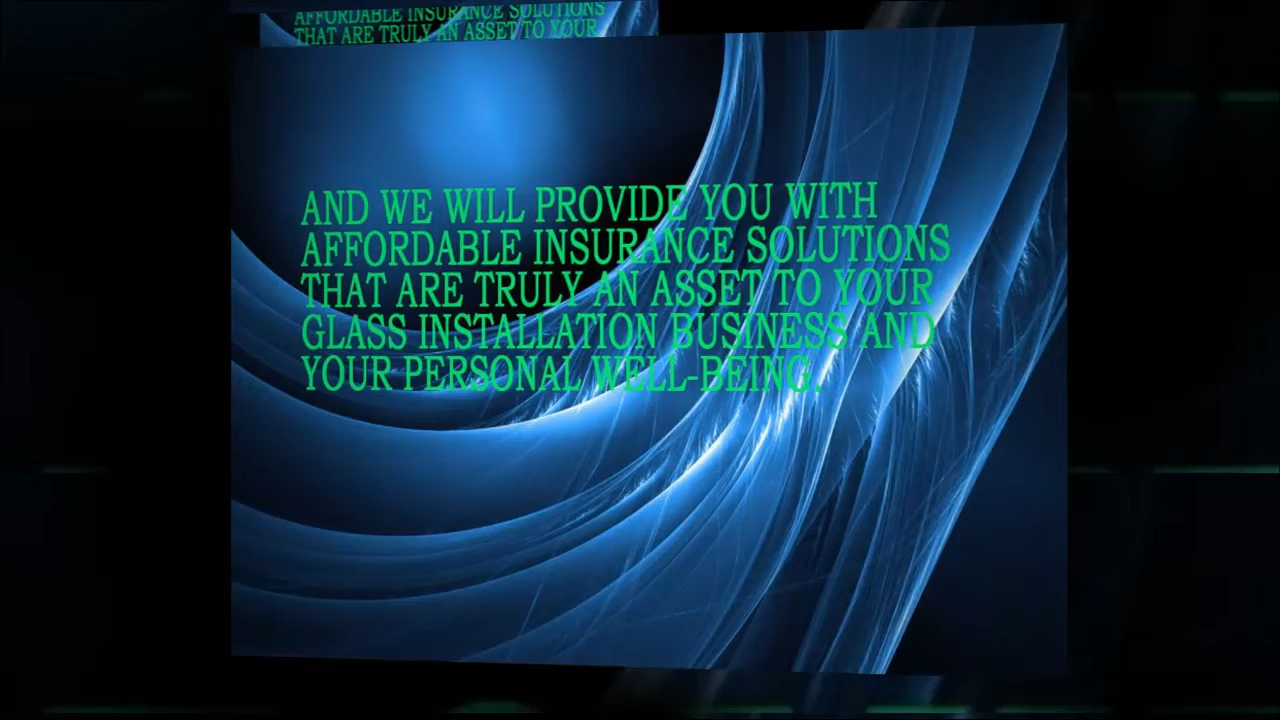 AFFORDABLE INSURANCE SOLUTIONS
THAT ARE TRULY AN ASSET TO YOUR
AND WE WILL PROVIDE YOU WITH
AFFORDABLE INSURANCE SOLUTIONS
THAT ARE TRULY AN ASSET TO YOUR
GLASS INSTALLATION BUSINESS AND
YOUR PERSONAL WELL-BEING.